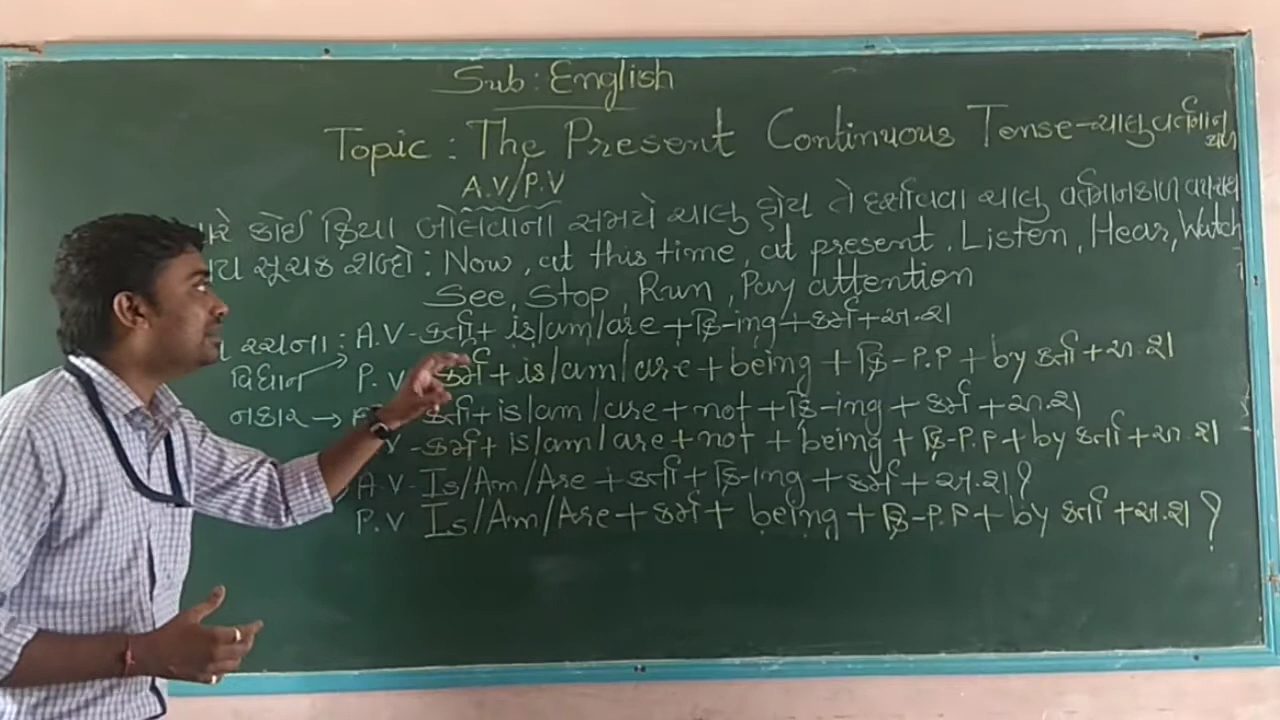 Sub : English
Topic : The Present Continuous Tense - ચાલુ વર્તમાન કાળ
A.V/P.V
કોઈ ક્રિયા બોલવાના સમયે ચાલુ હોય તે દર્શાવવા ચાલુ વર્તમાનકાળ
સૂચક શબ્દો : Now, at this time, at present, Listen, Hear, Watch
See, Stop, Run, Pay attention
રચના : A.V - કર્તા + is/am/are + ક્રિ-ing + કર્મ + અ.શ
વિધાન P.V કર્મ + is/am/are + being + ક્રિ-P.P + by કર્તા + અ.શ
નકાર → કર્તા + is/am/are + not + ક્રિ-ing + કર્મ + અ.શ
V - કર્મ + is/am/are + not + being + ક્રિ-P.P + by કર્તા + અ.શ
A.V - Is/Am/Are + કર્તા + ક્રિ-ing + કર્મ + અ.શ ?
P.V Is/Am/Are + કર્મ + being + ક્રિ-P.P + by કર્તા + અ.શ ?